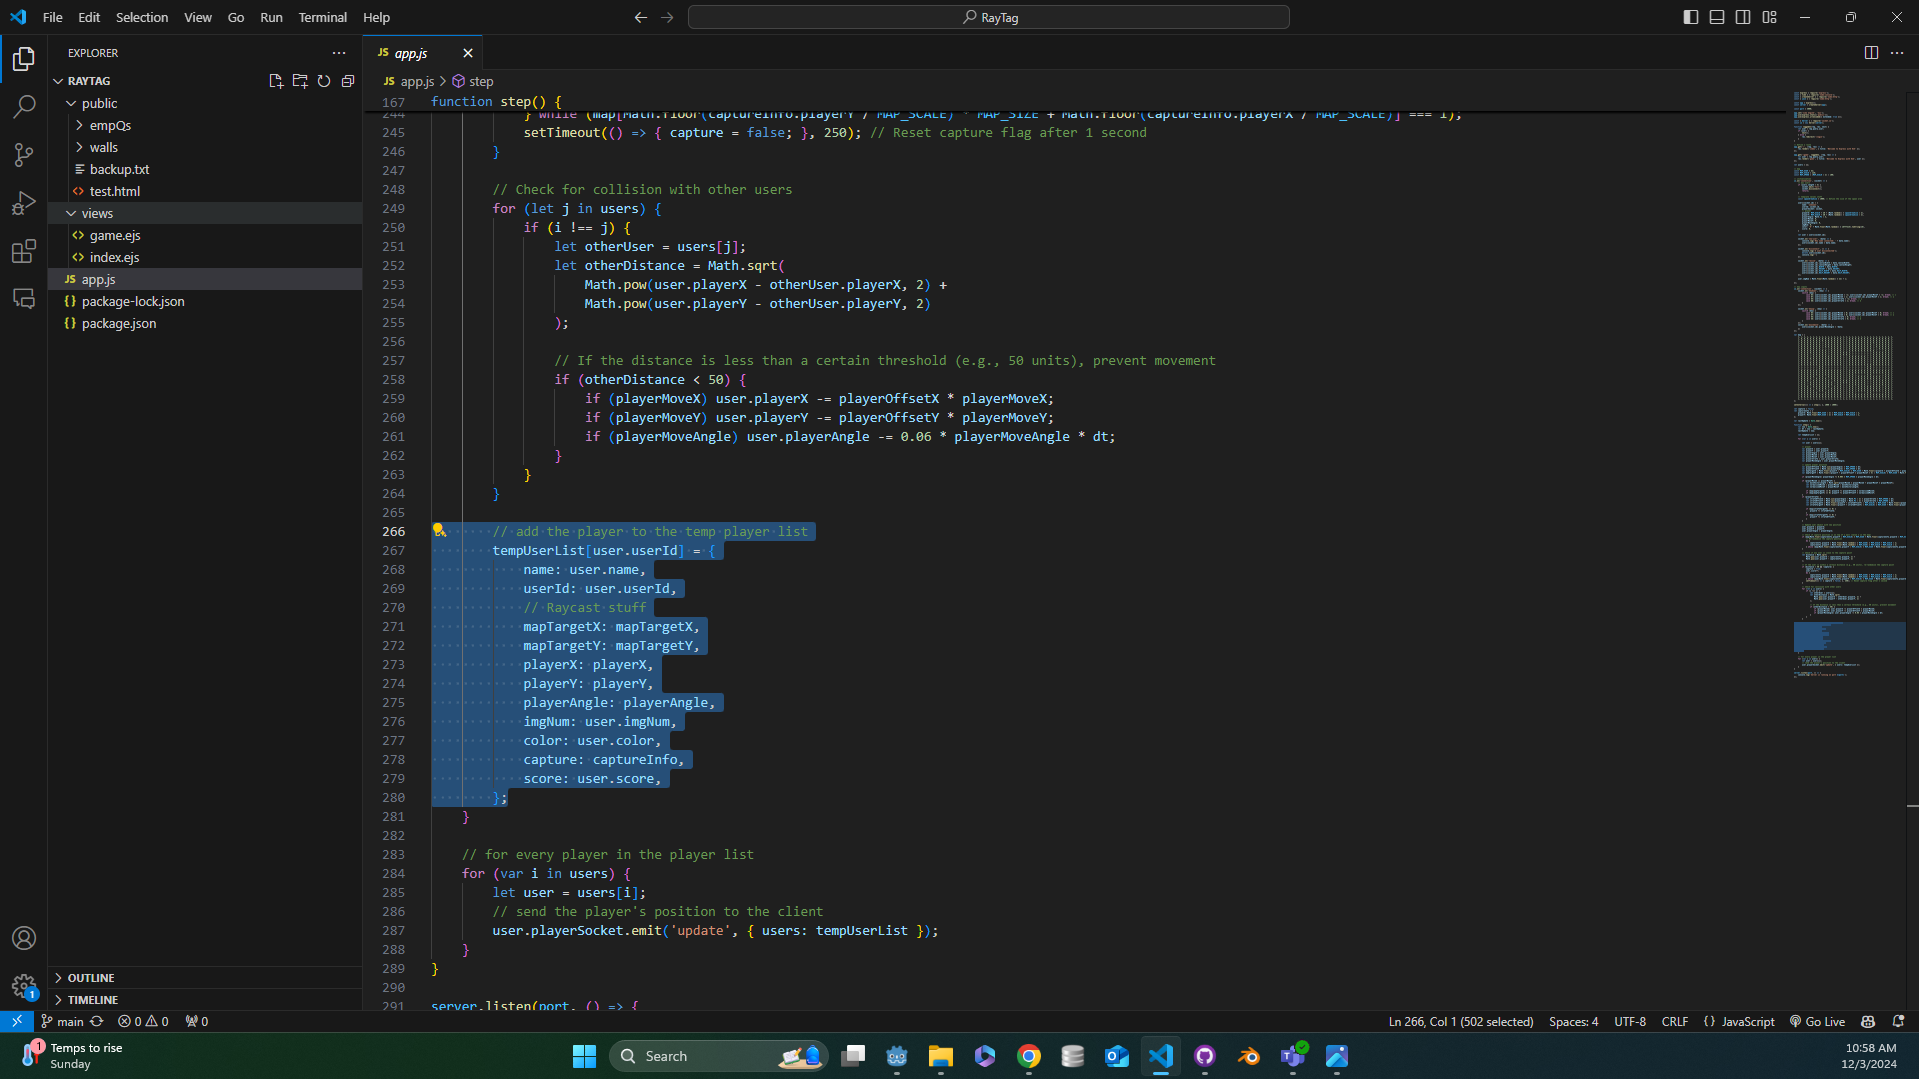 File Edit Selection View Go Run Terminal Help
RayTag
EXPLORER
RAYTAG
public
empQs
walls
backup.txt
test.html
views
game.ejs
index.ejs
JS app.js
package-lock.json
package.json
OUTLINE
TIMELINE
JS app.js
JS app.js > step
167 function step() {
244 } while (map[Math.floor(captureInfo.playerY / MAP_SCALE) * MAP_SIZE + Math.floor(captureInfo.playerX / MAP_SCALE)] === 1);
245 setTimeout(() => { capture = false; }, 250); // Reset capture flag after 1 second
246 }
247
248 // Check for collision with other users
249 for (let j in users) {
250 if (i !== j) {
251 let otherUser = users[j];
252 let otherDistance = Math.sqrt(
253 Math.pow(user.playerX - otherUser.playerX, 2) +
254 Math.pow(user.playerY - otherUser.playerY, 2)
255 );
256
257 // If the distance is less than a certain threshold (e.g., 50 units), prevent movement
258 if (otherDistance < 50) {
259 if (playerMoveX) user.playerX -= playerOffsetX * playerMoveX;
260 if (playerMoveY) user.playerY -= playerOffsetY * playerMoveY;
261 if (playerMoveAngle) user.playerAngle -= 0.06 * playerMoveAngle * dt;
262 }
263 }
264 }
265
266 // add the player to the temp player list
267 tempUserList[user.userId] = {
268 name: user.name,
269 userId: user.userId,
270 // Raycast stuff
271 mapTargetX: mapTargetX,
272 mapTargetY: mapTargetY,
273 playerX: playerX,
274 playerY: playerY,
275 playerAngle: playerAngle,
276 imgNum: user.imgNum,
277 color: user.color,
278 capture: captureInfo,
279 score: user.score,
280 };
281 }
282
283 // for every player in the player list
284 for (var i in users) {
285 let user = users[i];
286 // send the player's position to the client
287 user.playerSocket.emit('update', { users: tempUserList });
288 }
289 }
290
291 server.listen(port, () => {
1
main 0 0 0
Ln 266, Col 1 (502 selected) Spaces: 4 UTF-8 CRLF {} JavaScript Go Live
1
Temps to rise
Sunday
Search
10:58 AM
12/3/2024